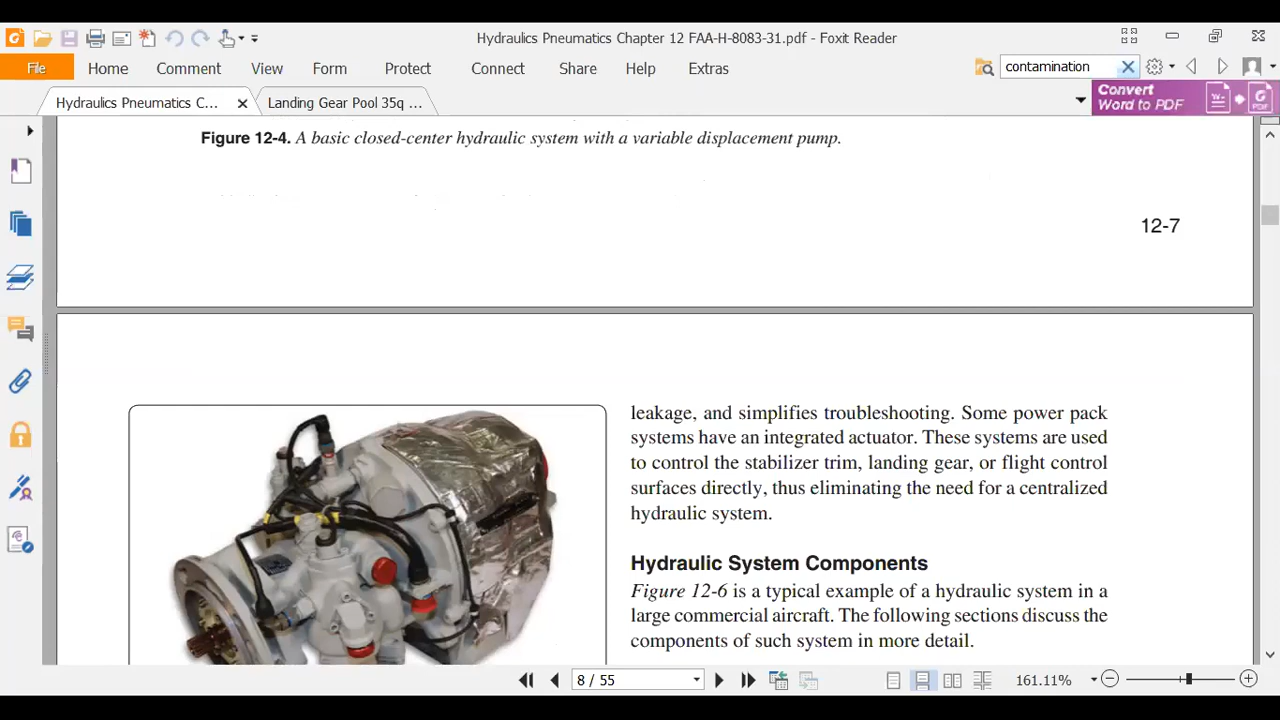 Hydraulics Pneumatics Chapter 12 FAA-H-8083-31.pdf - Foxit Reader
File Home Comment View Form Protect Connect Share Help Extras
contamination
Hydraulics Pneumatics C... Landing Gear Pool 35q ...
Convert
Word to PDF
Figure 12-4. A basic closed-center hydraulic system with a variable displacement pump.
12-7
leakage, and simplifies troubleshooting. Some power pack
systems have an integrated actuator. These systems are used
to control the stabilizer trim, landing gear, or flight control
surfaces directly, thus eliminating the need for a centralized
hydraulic system.
Hydraulic System Components
Figure 12-6 is a typical example of a hydraulic system in a
large commercial aircraft. The following sections discuss the
components of such system in more detail.
8 / 55
161.11%